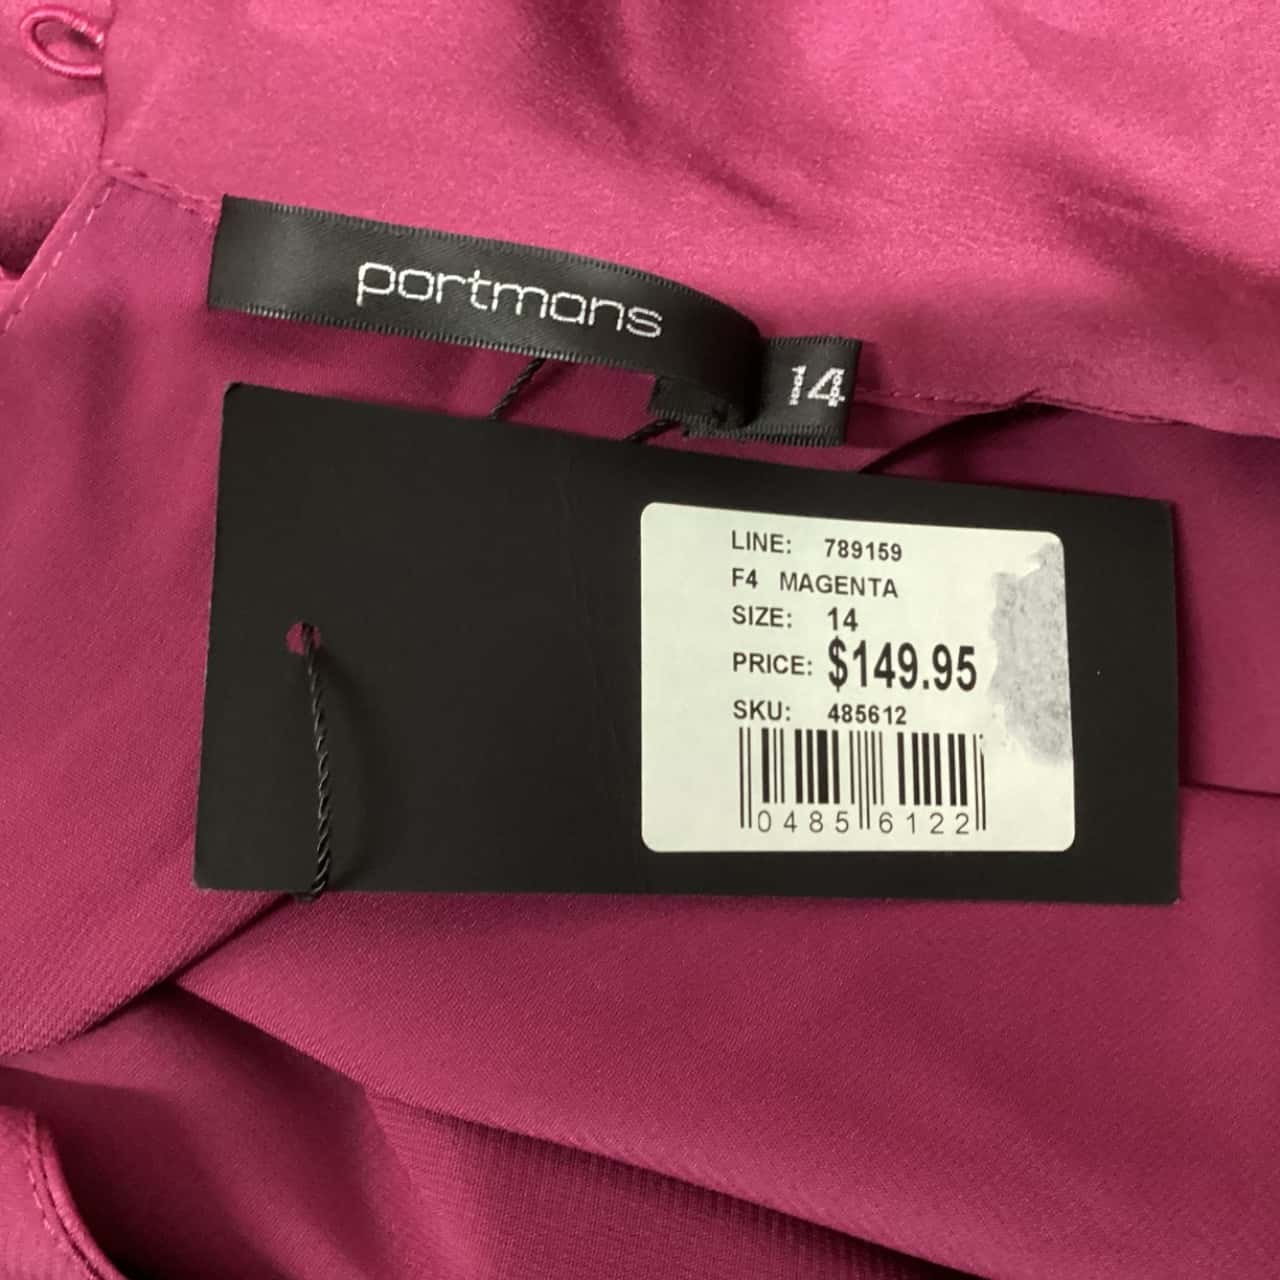 portmans
14
LINE: 789159
F4 MAGENTA
SIZE: 14
PRICE: $149.95
SKU: 485612
0485 6122